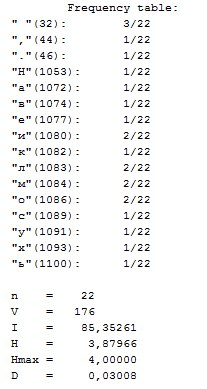 Frequency table:
" "(32): 3/22
","(44): 1/22
"."(46): 1/22
"Н"(1053): 1/22
"а"(1072): 1/22
"в"(1074): 1/22
"е"(1077): 1/22
"и"(1080): 2/22
"к"(1082): 1/22
"л"(1083): 2/22
"м"(1084): 2/22
"о"(1086): 2/22
"с"(1089): 1/22
"у"(1091): 1/22
"х"(1093): 1/22
"ь"(1100): 1/22
n = 22
V = 176
I = 85,35261
H = 3,87966
Hmax = 4,00000
D = 0,03008